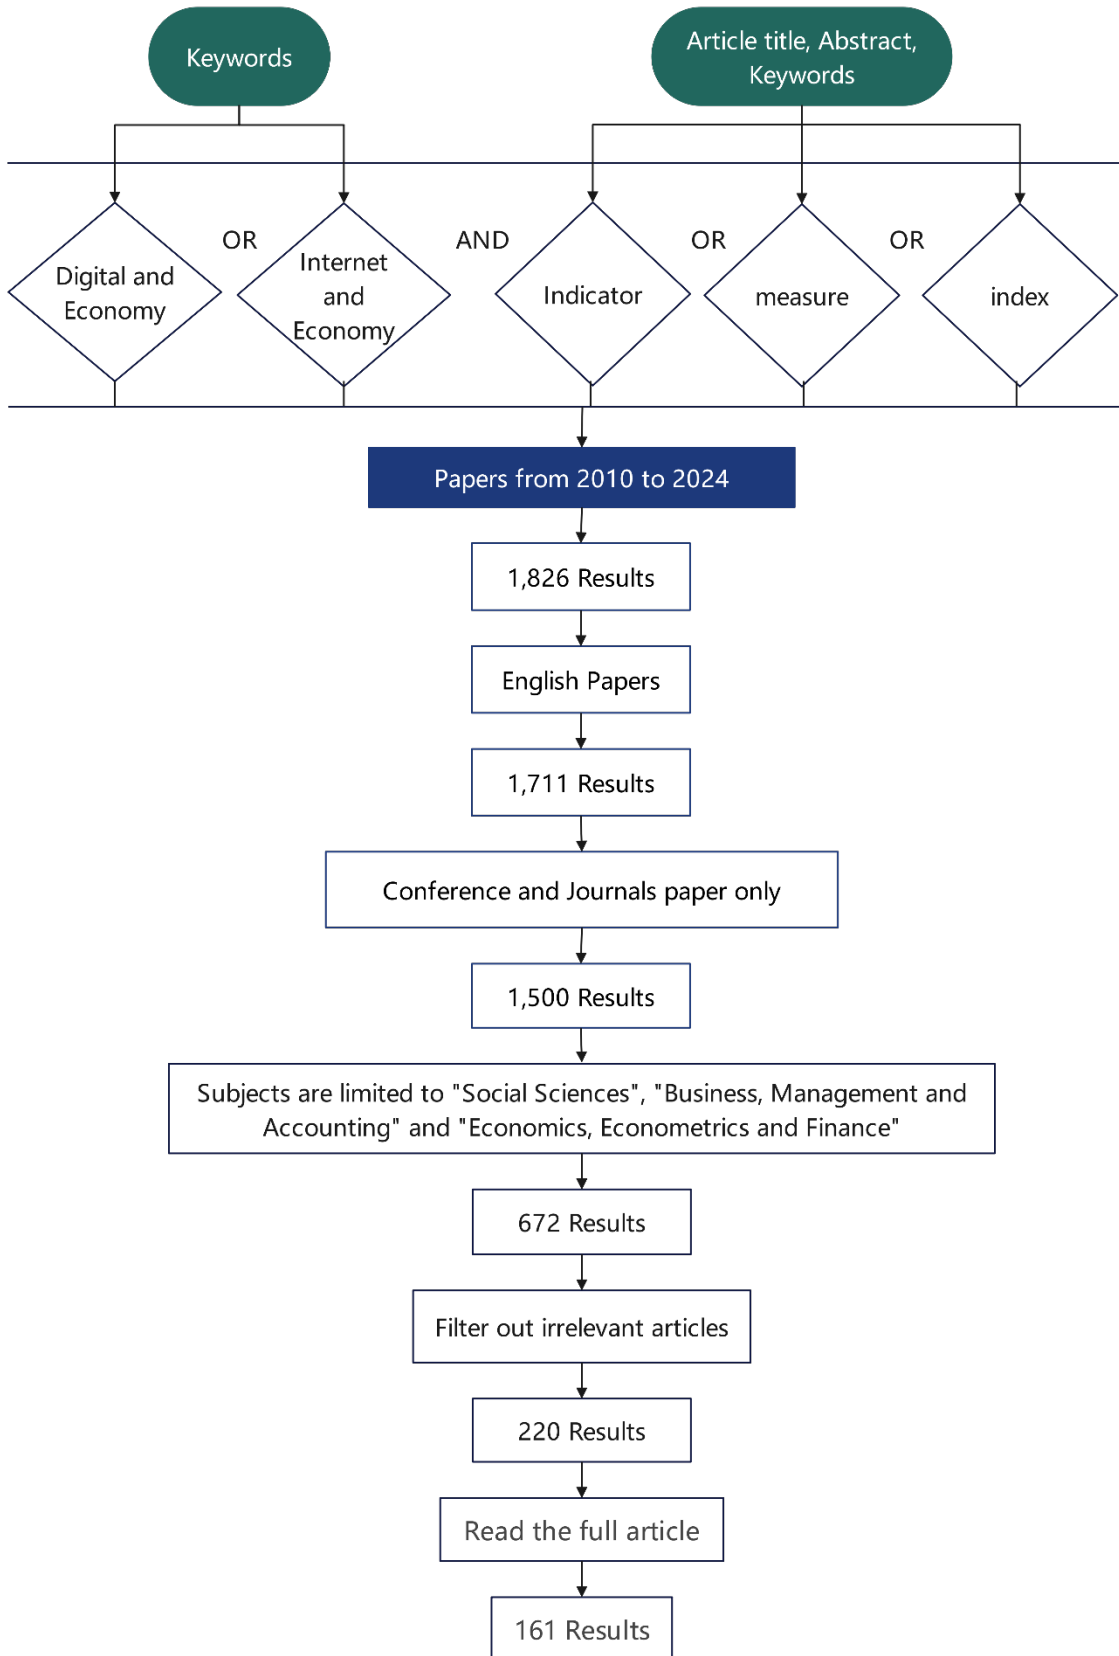 Keywords
Article title, Abstract,
Keywords
Digital and
Economy
OR
Internet
and
Economy
AND
Indicator
OR
measure
OR
index
Papers from 2010 to 2024
1,826 Results
English Papers
1,711 Results
Conference and Journals paper only
1,500 Results
Subjects are limited to "Social Sciences", "Business, Management and
Accounting" and "Economics, Econometrics and Finance"
672 Results
Filter out irrelevant articles
220 Results
Read the full article
161 Results